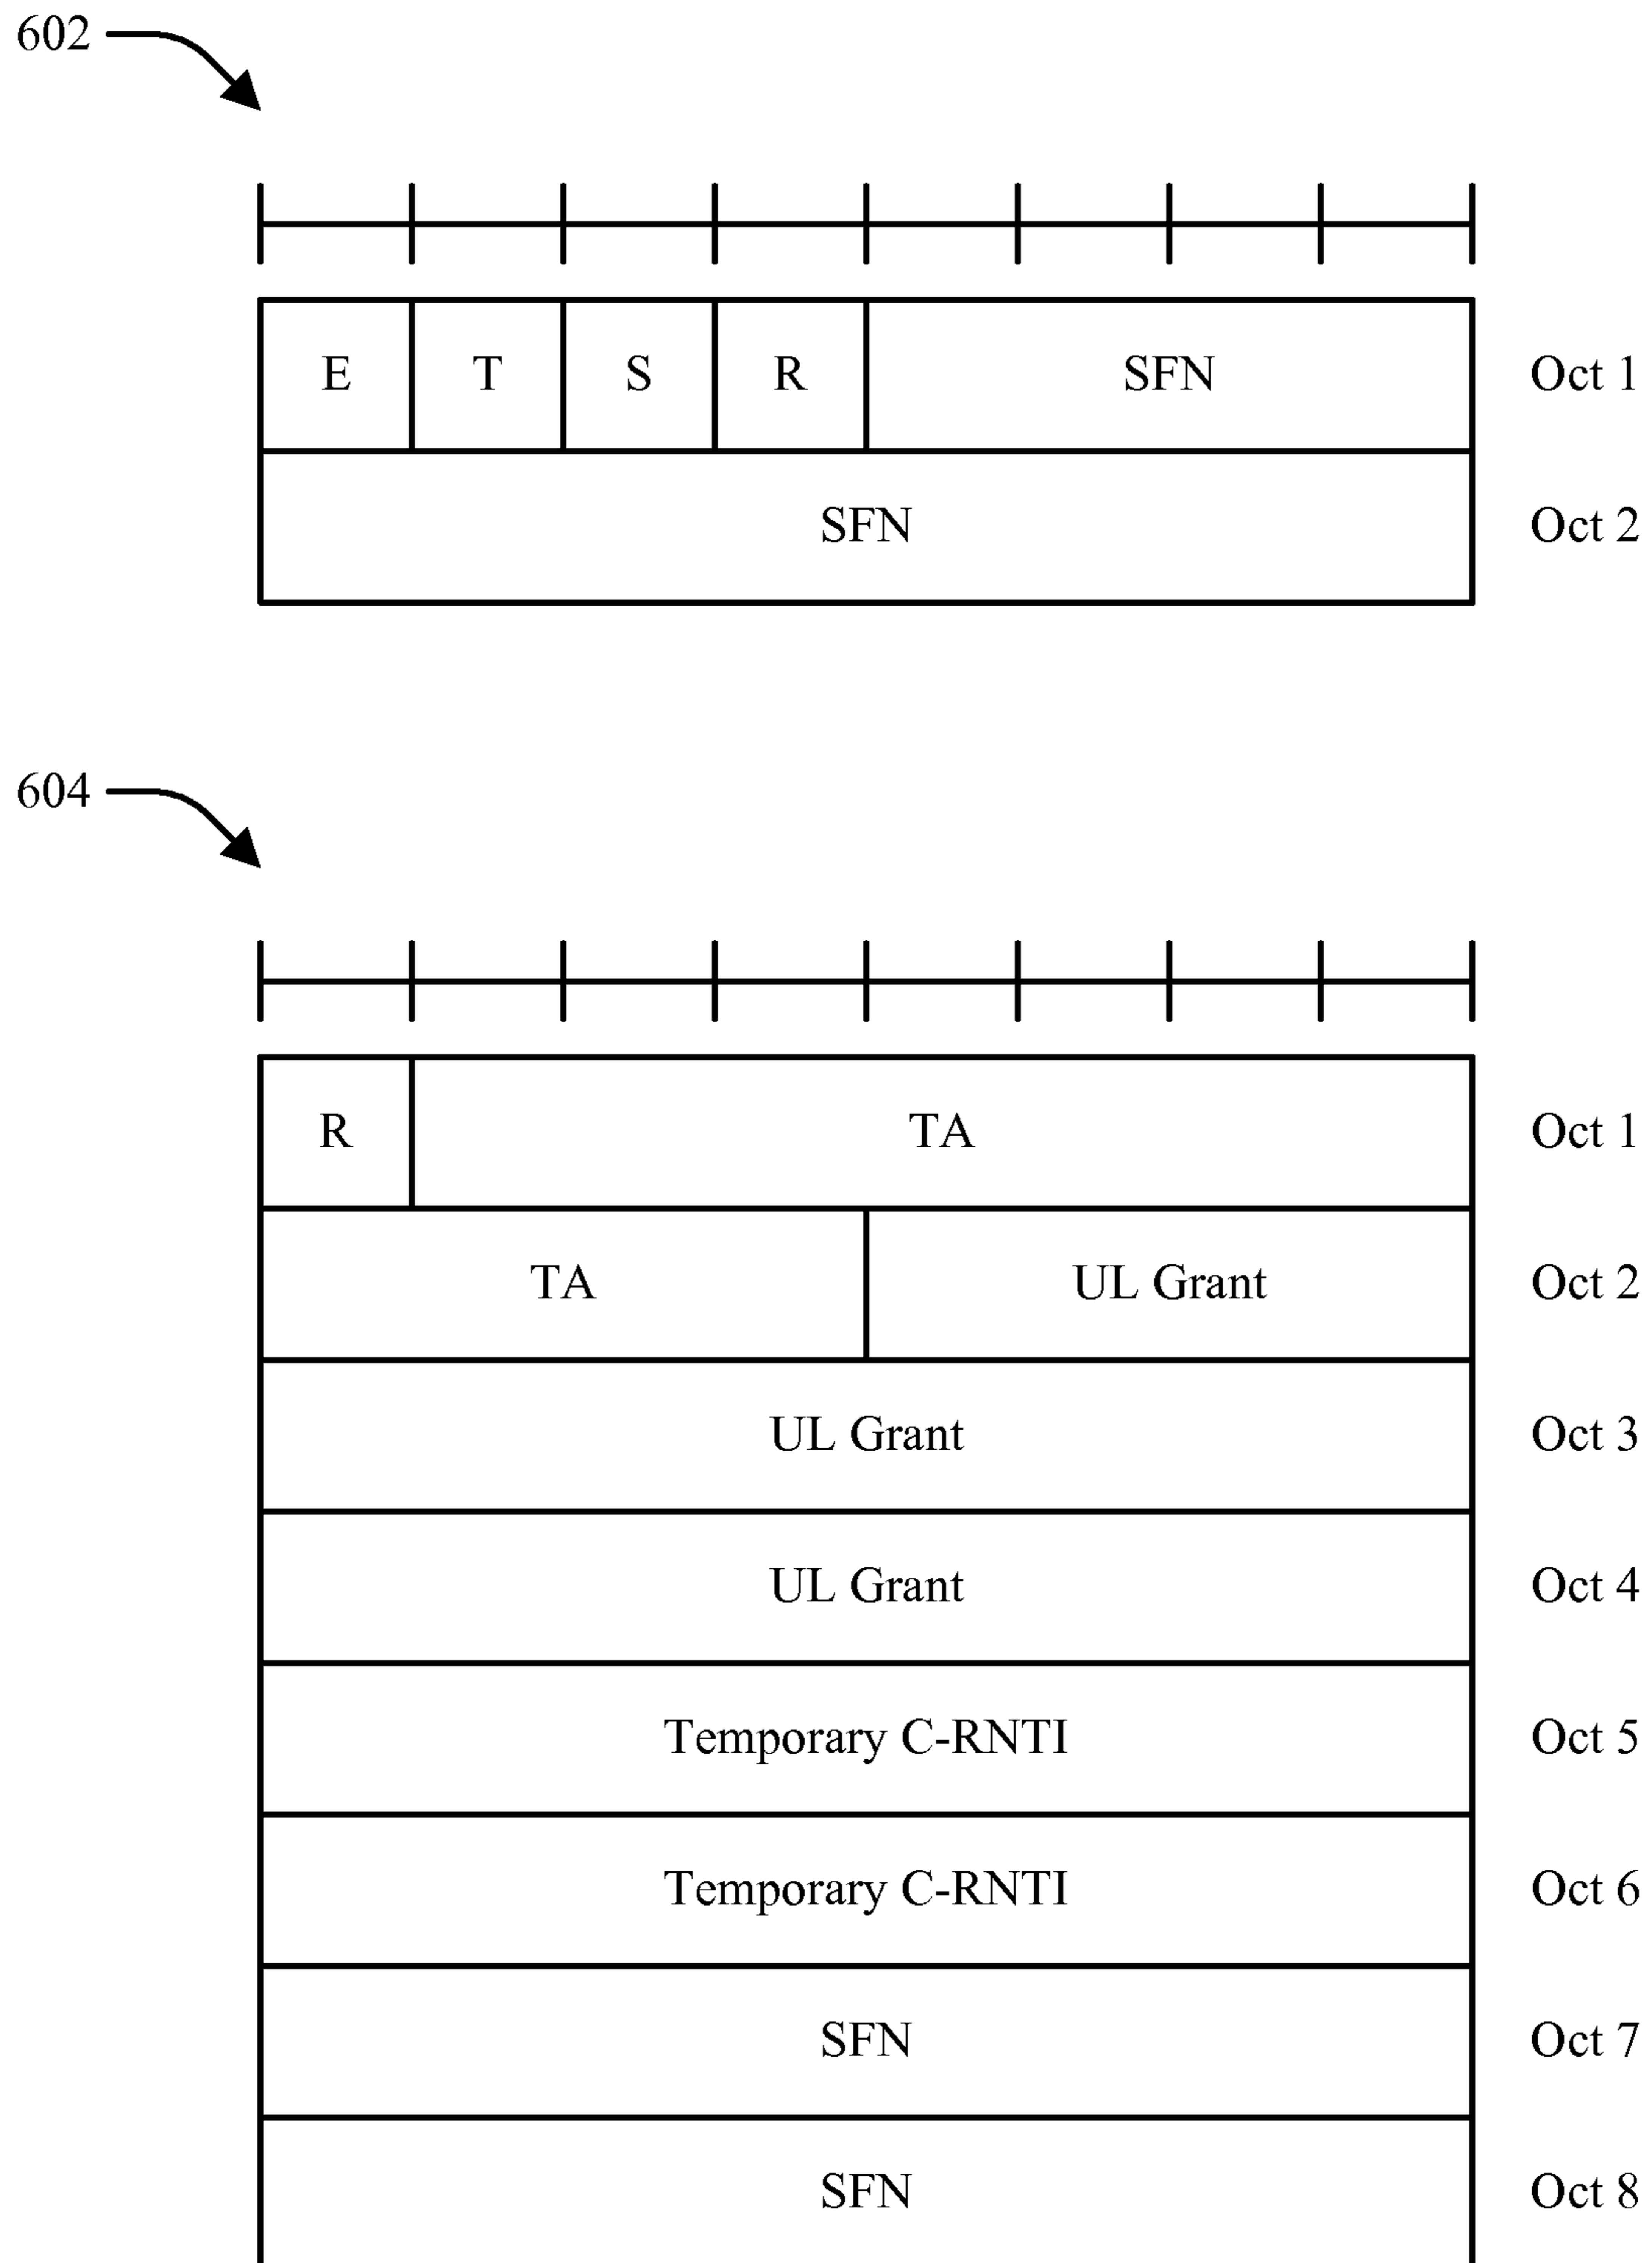 602
E T S R SFN Oct 1
SFN Oct 2
604
R TA Oct 1
TA UL Grant Oct 2
UL Grant Oct 3
UL Grant Oct 4
Temporary C-RNTI Oct 5
Temporary C-RNTI Oct 6
SFN Oct 7
SFN Oct 8